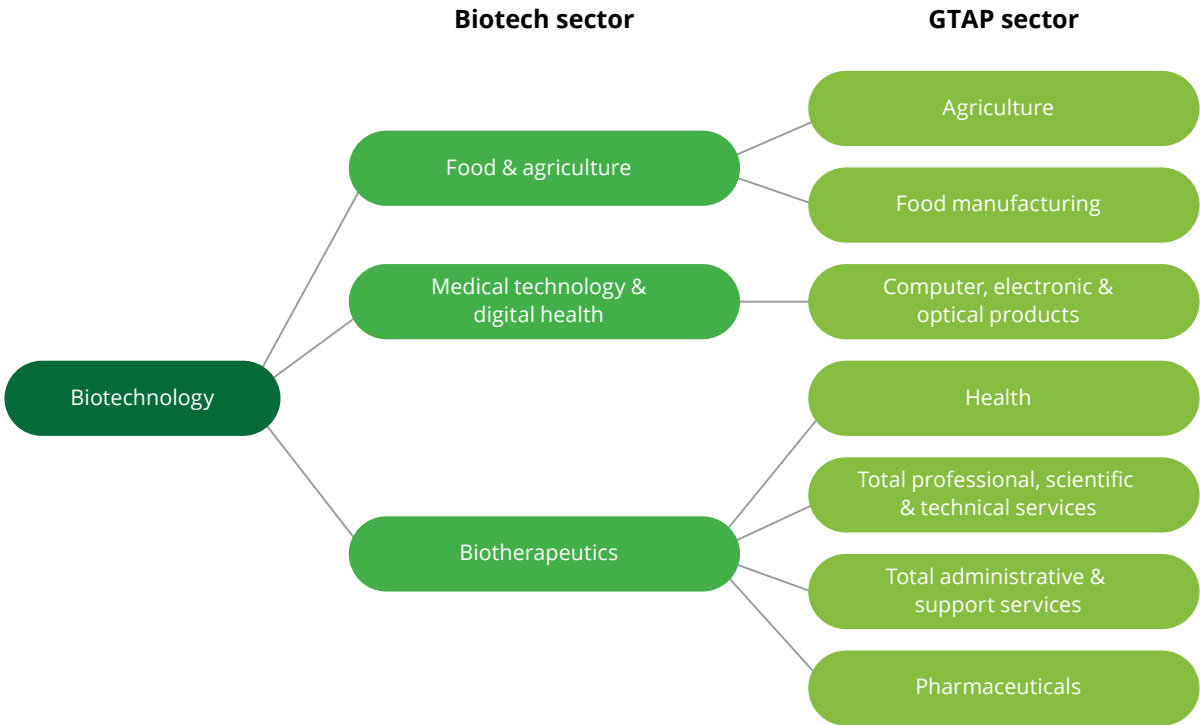 Biotech sector
GTAP sector
Agriculture
Food & agriculture
Food manufacturing
Medical technology &
digital health
Computer, electronic &
optical products
Biotechnology
Health
Total professional, scientific
& technical services
Biotherapeutics
Total administrative &
support services
Pharmaceuticals